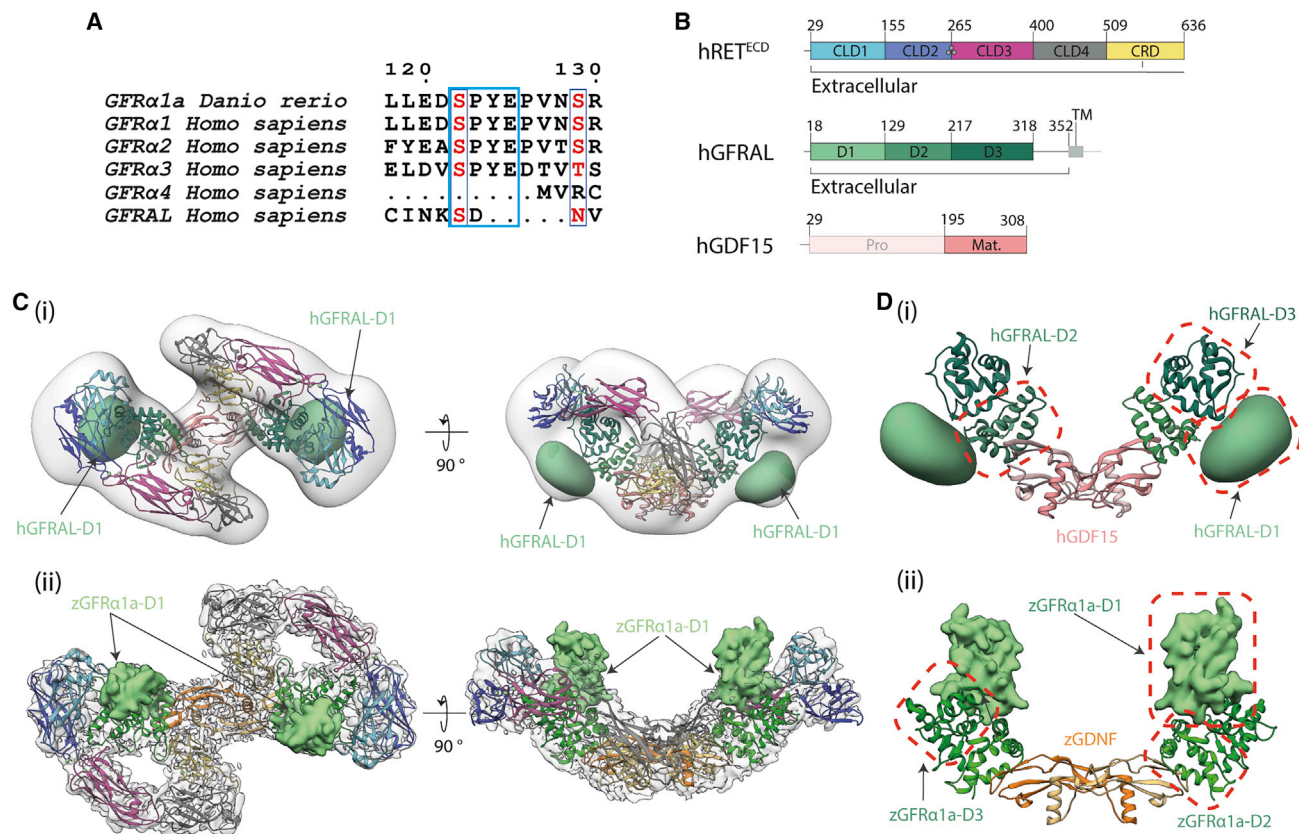 A
120 130
GFRα1a Danio rerio LLEDSPYEPVNSR
GFRα1 Homo sapiens LLEDSPYEPVNSR
GFRα2 Homo sapiens FYEASPYEPVTSR
GFRα3 Homo sapiens ELDVSPYEDTVTS
GFRα4 Homo sapiens .........MVRC
GFRAL Homo sapiens CINKSD.....NV
B
29 155 265 400 509 636
hRETECD CLD1 CLD2 CLD3 CLD4 CRD
Extracellular
18 129 217 318 352 TM
hGFRAL D1 D2 D3
Extracellular
29 195 308
hGDF15 Pro Mat.
C (i)
hGFRAL-D1
hGFRAL-D1
90 °
hGFRAL-D1
hGFRAL-D1
(ii)
zGFRα1a-D1
90 °
zGFRα1a-D1
D (i)
hGFRAL-D2
hGFRAL-D3
hGDF15
hGFRAL-D1
(ii)
zGFRα1a-D1
zGDNF
zGFRα1a-D3
zGFRα1a-D2